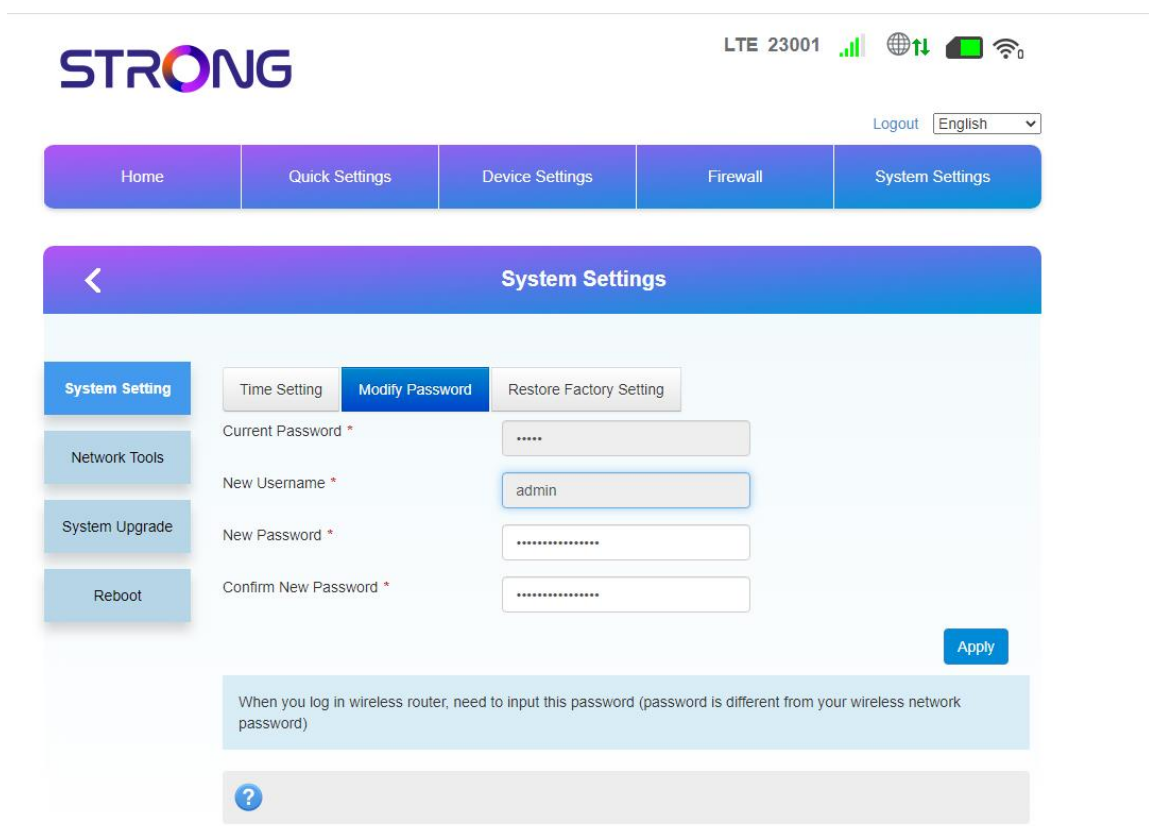 STRONG
LTE 23001
Logout English
Home Quick Settings Device Settings Firewall System Settings
System Settings
System Setting
Network Tools
System Upgrade
Reboot
Time Setting Modify Password Restore Factory Setting
Current Password * •••••
New Username * admin
New Password * ••••••••••••••••
Confirm New Password * ••••••••••••••••
Apply
When you log in wireless router, need to input this password (password is different from your wireless network
password)
?